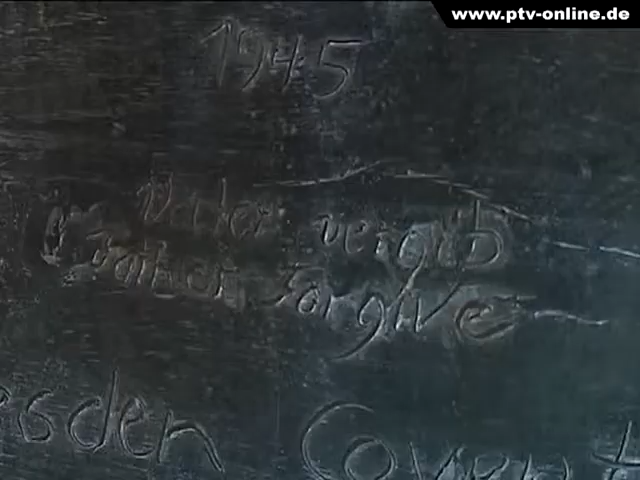 www.ptv-online.de
1945
Vater vergib
Father forgive
esden Covent